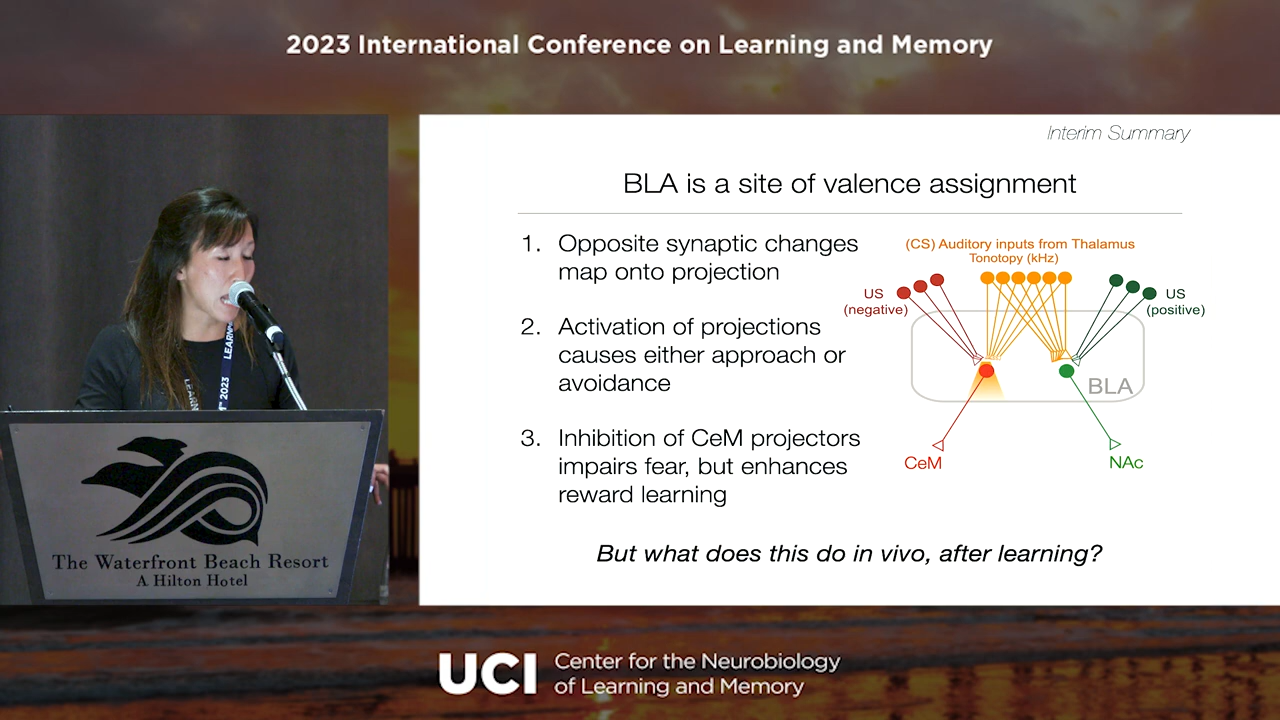 2023 International Conference on Learning and Memory
Interim Summary
BLA is a site of valence assignment
1. Opposite synaptic changes
map onto projection
2. Activation of projections
causes either approach or
avoidance
3. Inhibition of CeM projectors
impairs fear, but enhances
reward learning
(CS) Auditory inputs from Thalamus
Tonotopy (kHz)
US
(negative)
US
(positive)
BLA
CeM
NAc
But what does this do in vivo, after learning?
2023
The Waterfront Beach Resort
A Hilton Hotel
UCI Center for the Neurobiology
of Learning and Memory